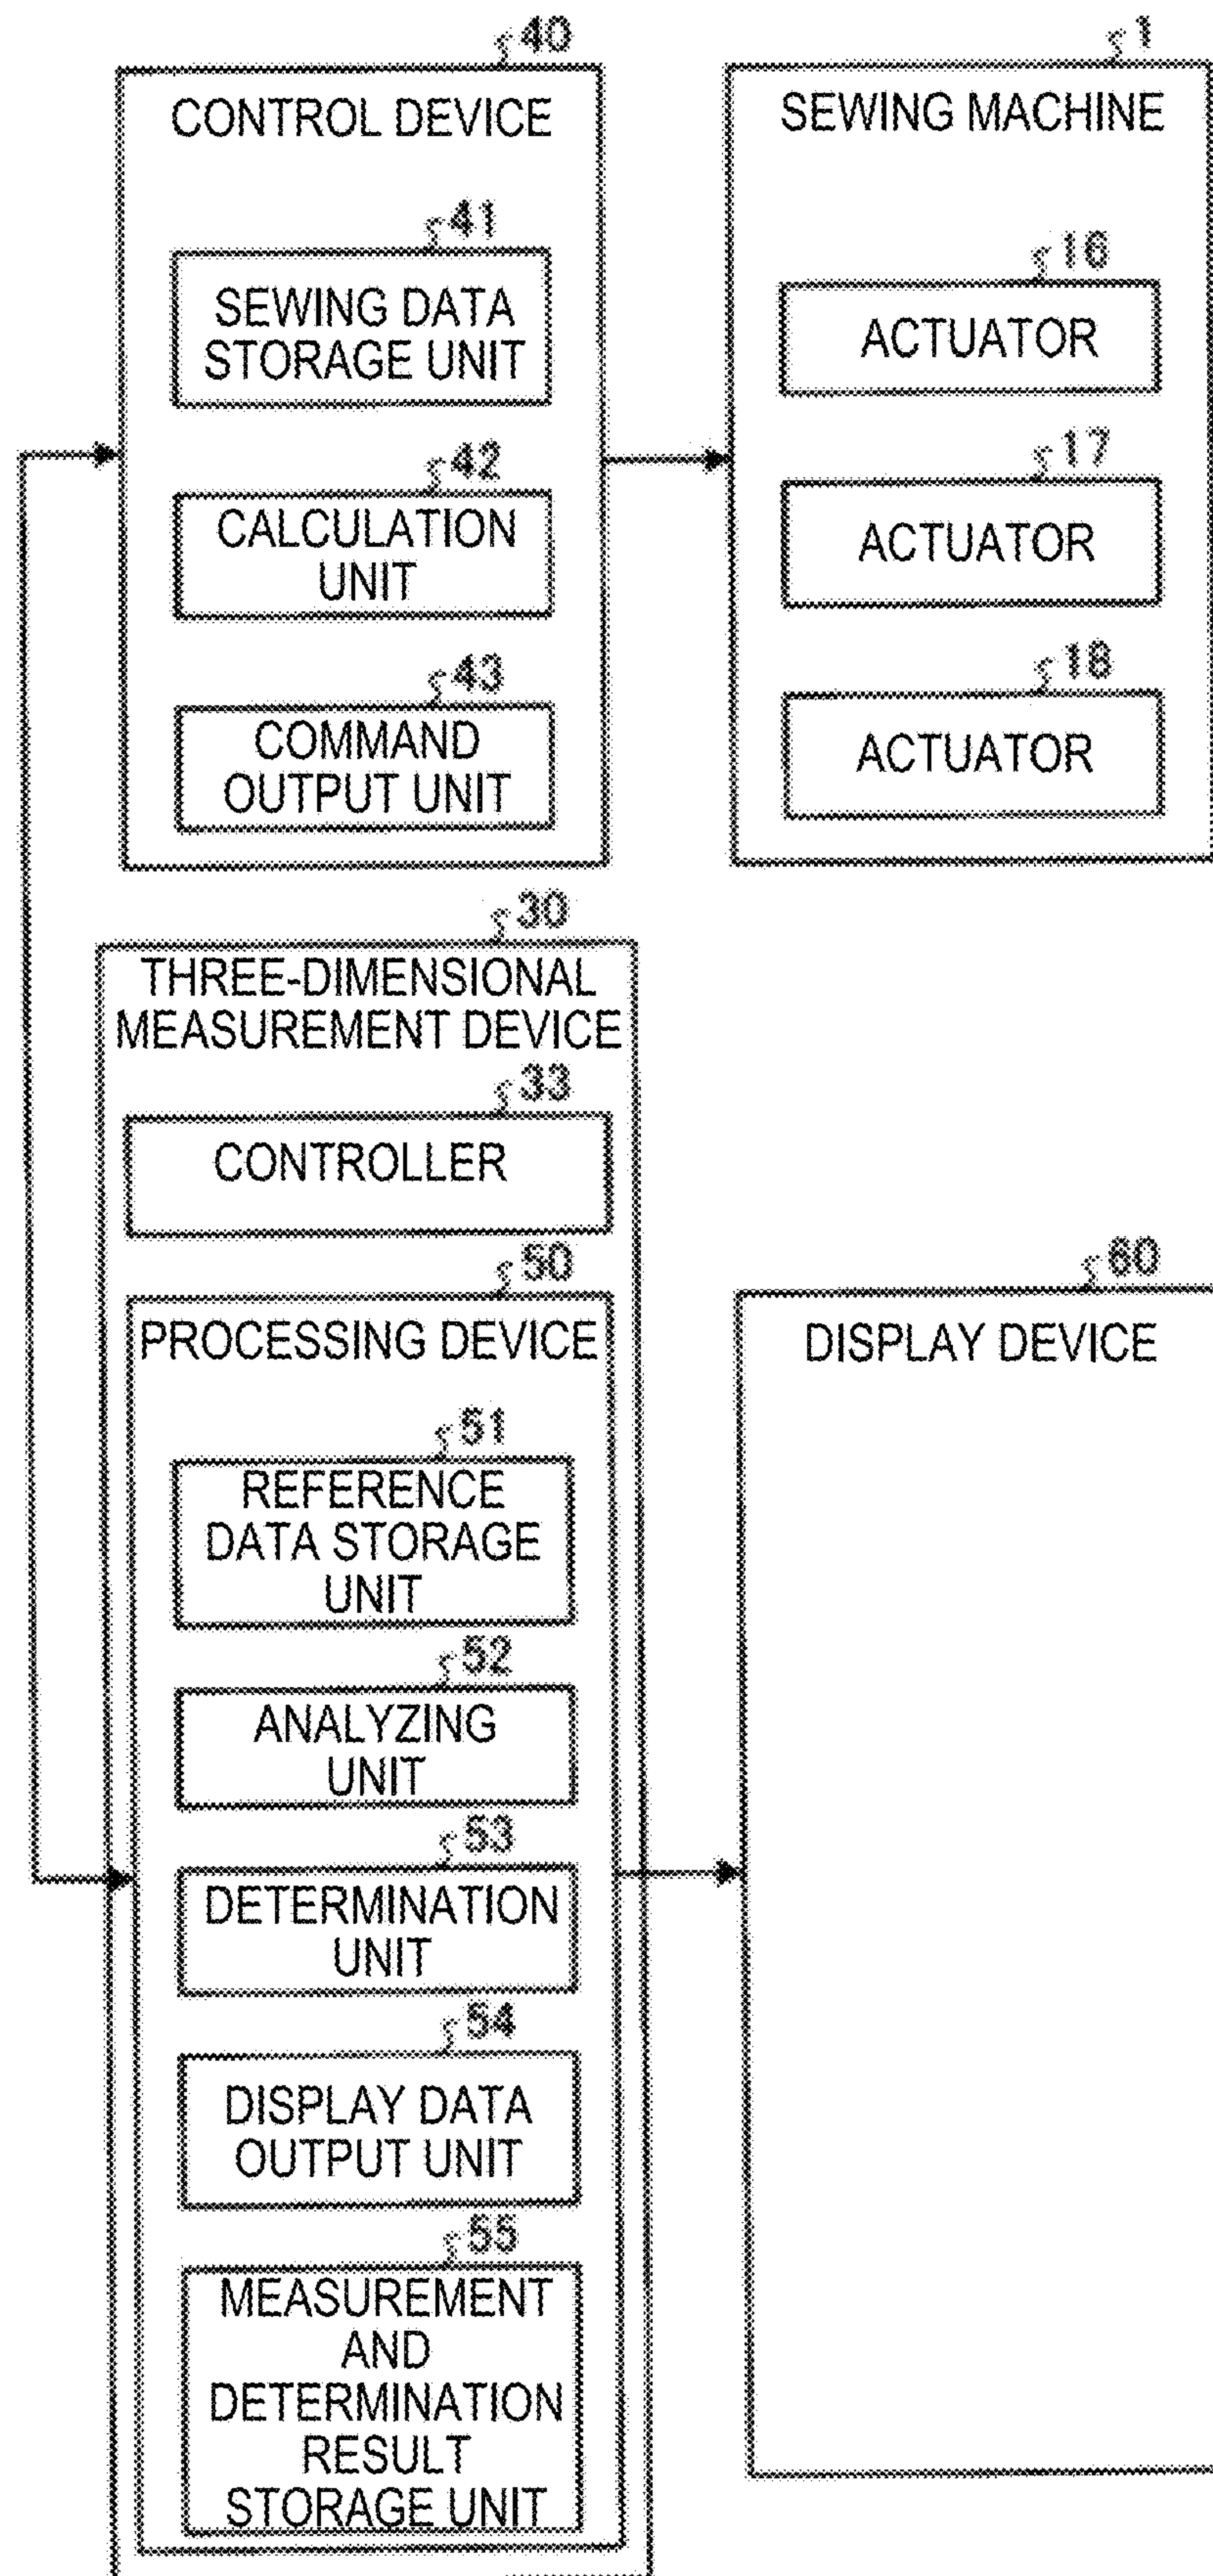 40
CONTROL DEVICE
41
SEWING DATA
STORAGE UNIT
42
CALCULATION
UNIT
43
COMMAND
OUTPUT UNIT
1
SEWING MACHINE
16
ACTUATOR
17
ACTUATOR
18
ACTUATOR
30
THREE-DIMENSIONAL
MEASUREMENT DEVICE
33
CONTROLLER
50
PROCESSING DEVICE
51
REFERENCE
DATA STORAGE
UNIT
52
ANALYZING
UNIT
53
DETERMINATION
UNIT
54
DISPLAY DATA
OUTPUT UNIT
55
MEASUREMENT
AND
DETERMINATION
RESULT
STORAGE UNIT
60
DISPLAY DEVICE